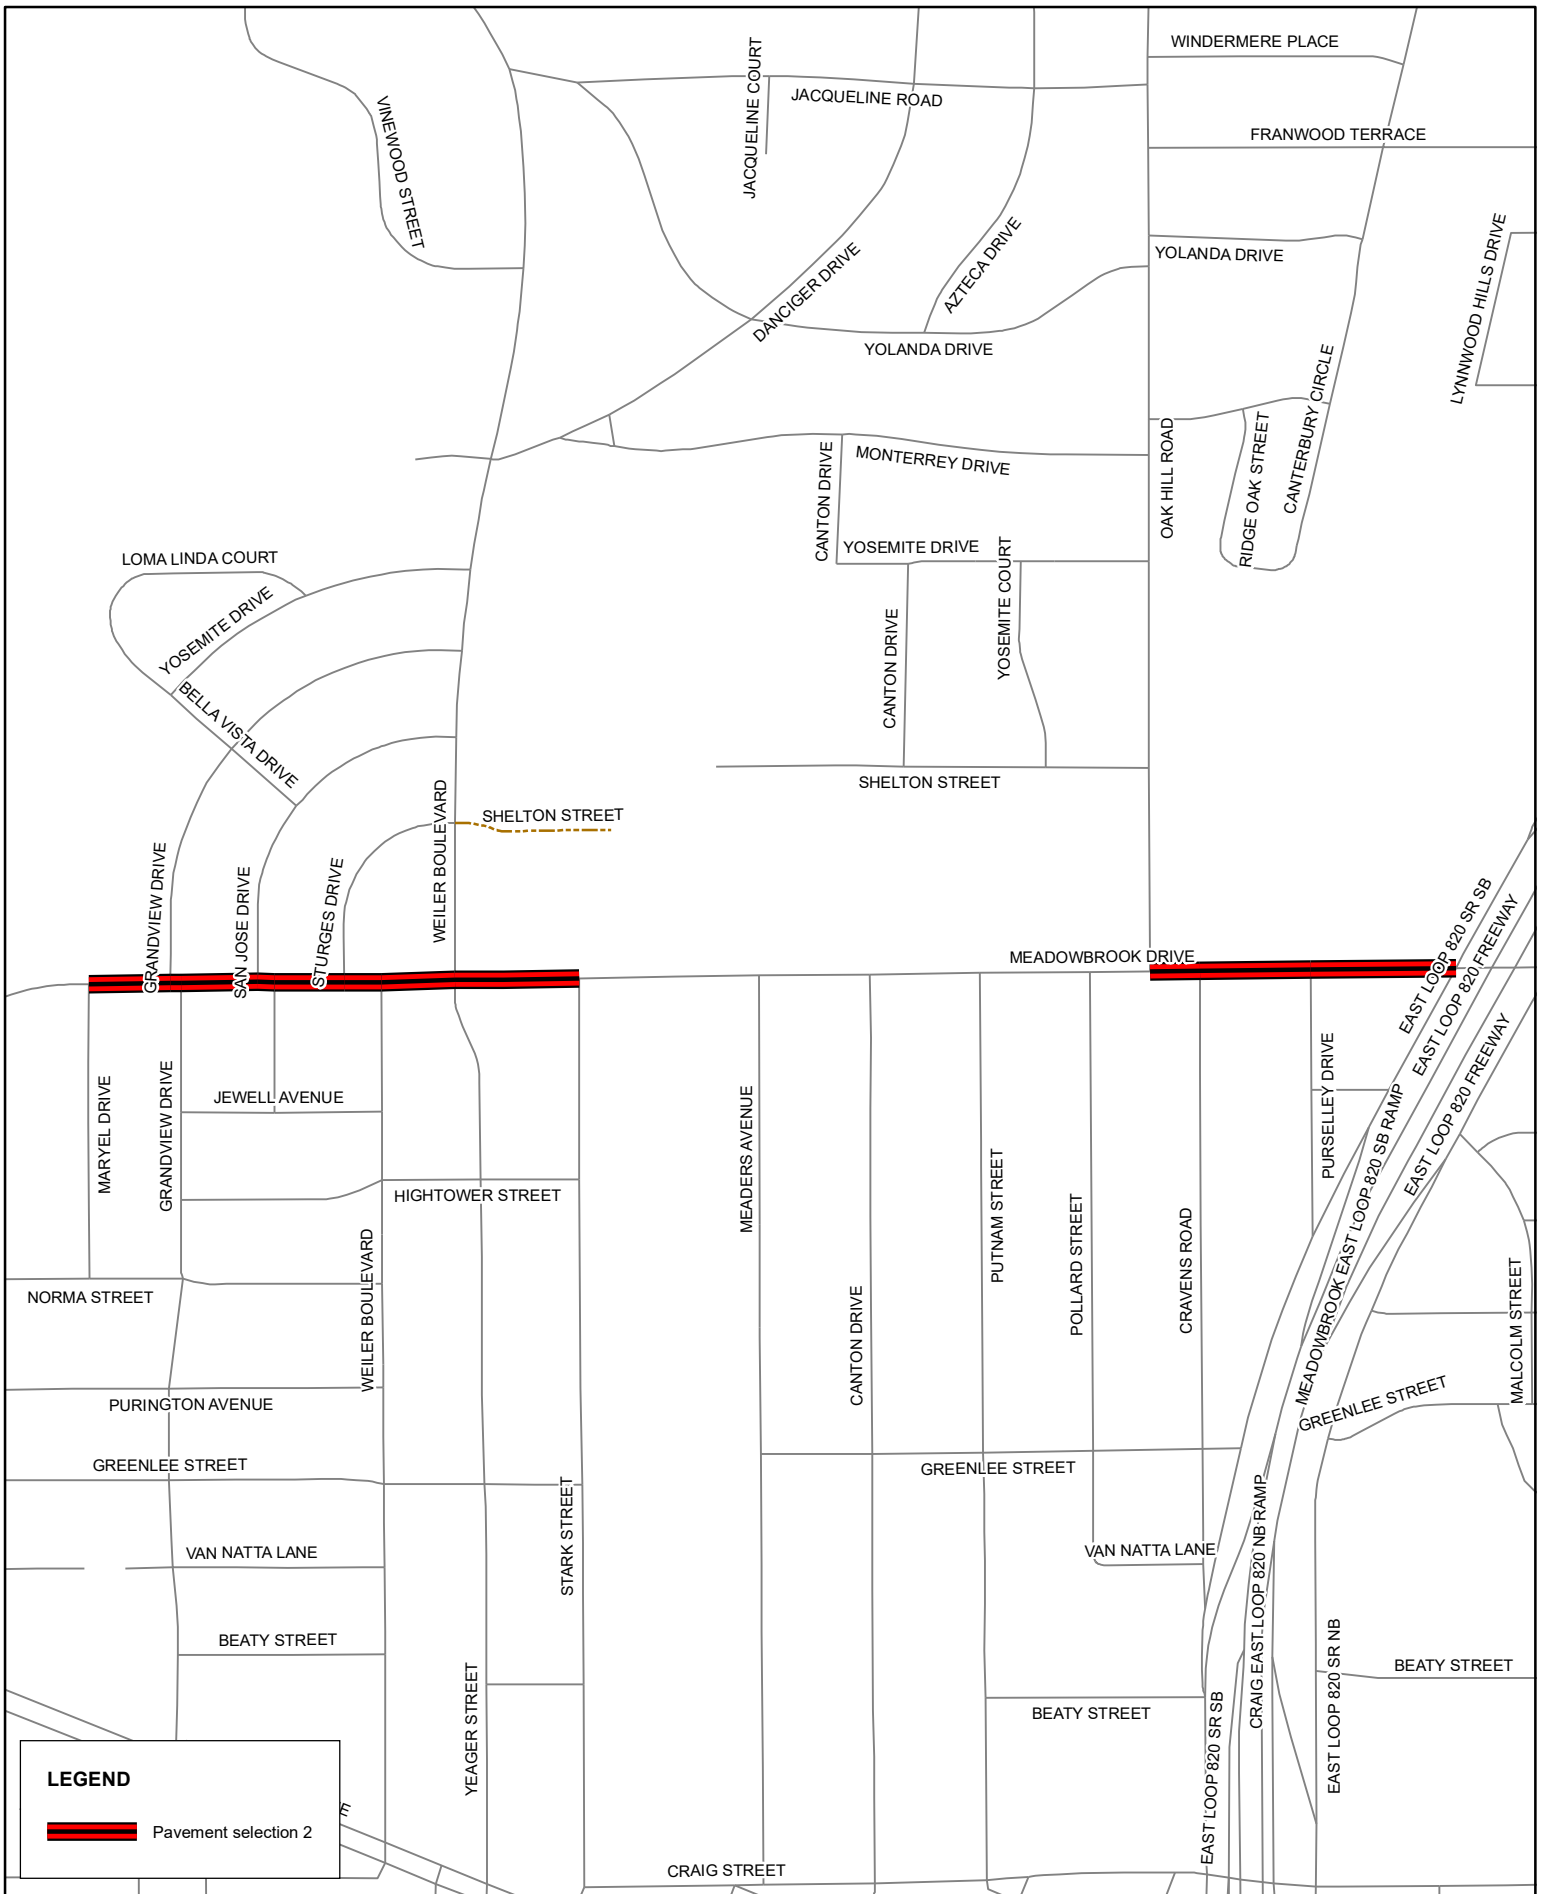 WINDERMERE PLACE
JACQUELINE COURT
JACQUELINE ROAD
VINEWOOD STREET
FRANWOOD TERRACE
LYNNWOOD HILLS DRIVE
AZTECA DRIVE
DANCIGER DRIVE
YOLANDA DRIVE
YOLANDA DRIVE
CANTERBURY CIRCLE
RIDGE OAK STREET
OAK HILL ROAD
MONTERREY DRIVE
CANTON DRIVE
YOSEMITE DRIVE
YOSEMITE COURT
LOMA LINDA COURT
YOSEMITE DRIVE
CANTON DRIVE
BELLA VISTA DRIVE
SHELTON STREET
SHELTON STREET
WEILER BOULEVARD
GRANDVIEW DRIVE
SAN JOSE DRIVE
STURGES DRIVE
MEADOWBROOK DRIVE
EAST LOOP 820 SR SB
EAST LOOP 820 FREEWAY
EAST LOOP 820 FREEWAY
MARYEL DRIVE
GRANDVIEW DRIVE
JEWELL AVENUE
MEADERS AVENUE
PURSELLEY DRIVE
HIGHTOWER STREET
PUTNAM STREET
POLLARD STREET
CRAVENS ROAD
MEADOWBROOK EAST LOOP 820 SB RAMP
WEILER BOULEVARD
NORMA STREET
CANTON DRIVE
MALCOLM STREET
PURINGTON AVENUE
GREENLEE STREET
GREENLEE STREET
GREENLEE STREET
STARK STREET
VAN NATTA LANE
VAN NATTA LANE
CRAIG EAST LOOP 820 NB RAMP
BEATY STREET
YEAGER STREET
BEATY STREET
EAST LOOP 820 SR SB
EAST LOOP 820 SR NB
BEATY STREET
CRAIG STREET
E
LEGEND
Pavement selection 2